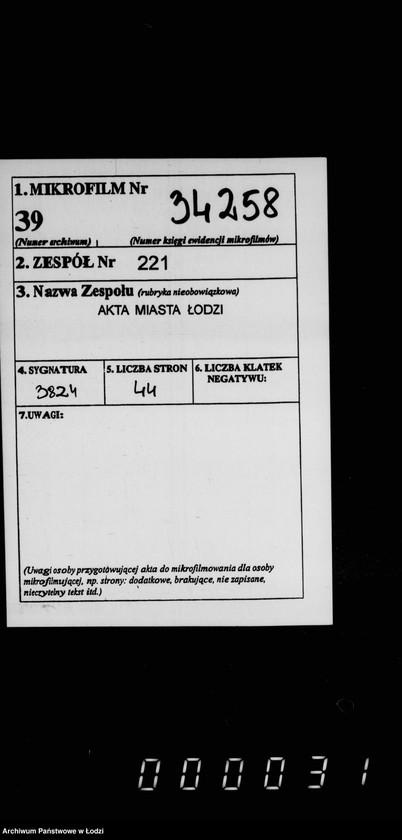 1. MIKROFILM Nr
39 34258
(Numer archiwum) (Numer księgi ewidencji mikrofilmów)
2. ZESPÓŁ Nr 221
3. Nazwa Zespołu (rubryka nieobowiązkowa)
AKTA MIASTA ŁODZI
4. SYGNATURA 5. LICZBA STRON 6. LICZBA KLATEK
NEGATYWU:
3824 44
7.UWAGI:
(Uwagi osoby przygotowującej akta do mikrofilmowania dla osoby
mikrofilmującej, np. strony: dodatkowe, brakujące, nie zapisane,
nieczytelny tekst itd.)
000031
Archiwum Państwowe w Łodzi